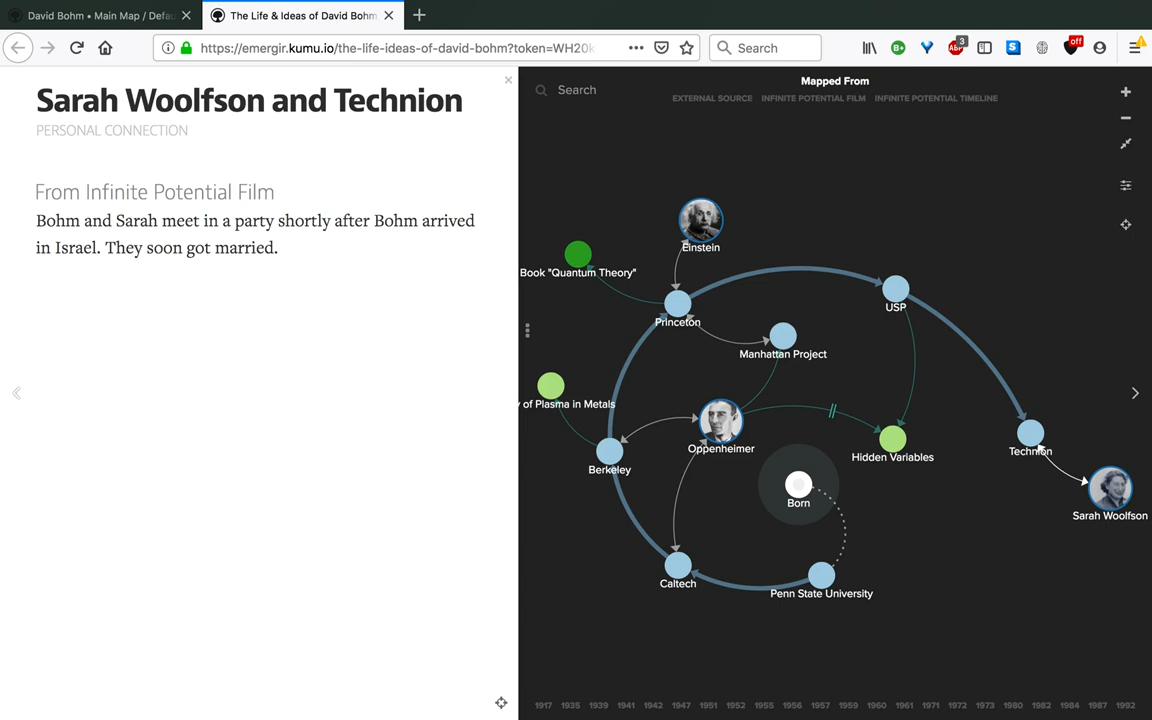 David Bohm • Main Map / Defau
The Life & Ideas of David Bohm
https://emergir.kumu.io/the-life-ideas-of-david-bohm?token=WH20k
Search
B+
ABP
3
S
off
Sarah Woolfson and Technion
PERSONAL CONNECTION
From Infinite Potential Film
Bohm and Sarah meet in a party shortly after Bohm arrived
in Israel. They soon got married.
Search
Mapped From
EXTERNAL SOURCE
INFINITE POTENTIAL FILM
INFINITE POTENTIAL TIMELINE
Einstein
Book "Quantum Theory"
Princeton
USP
Manhattan Project
y of Plasma in Metals
Oppenheimer
Berkeley
Hidden Variables
Technion
Born
Sarah Woolfson
Caltech
Penn State University
1917 1935 1939 1941 1942 1947 1951 1952 1955 1956 1957 1959 1960 1961 1971 1972 1973 1980 1982 1984 1987 1992